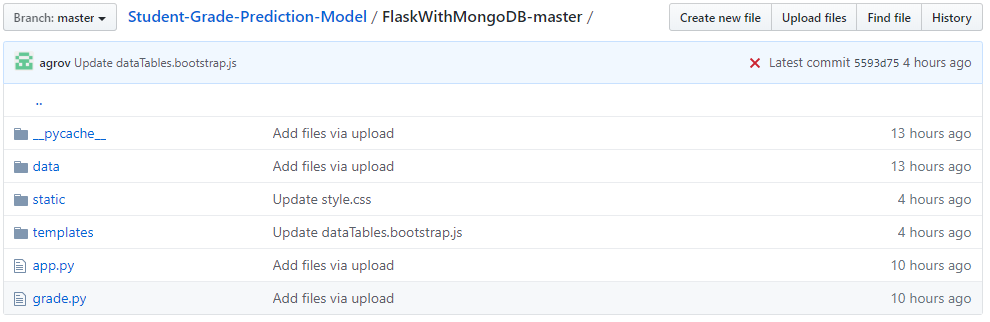 Branch: master Student-Grade-Prediction-Model / FlaskWithMongoDB-master / Create new file Upload files Find file History
agrov Update dataTables.bootstrap.js Latest commit 5593d75 4 hours ago
..
__pycache__ Add files via upload 13 hours ago
data Add files via upload 13 hours ago
static Update style.css 4 hours ago
templates Update dataTables.bootstrap.js 4 hours ago
app.py Add files via upload 10 hours ago
grade.py Add files via upload 10 hours ago